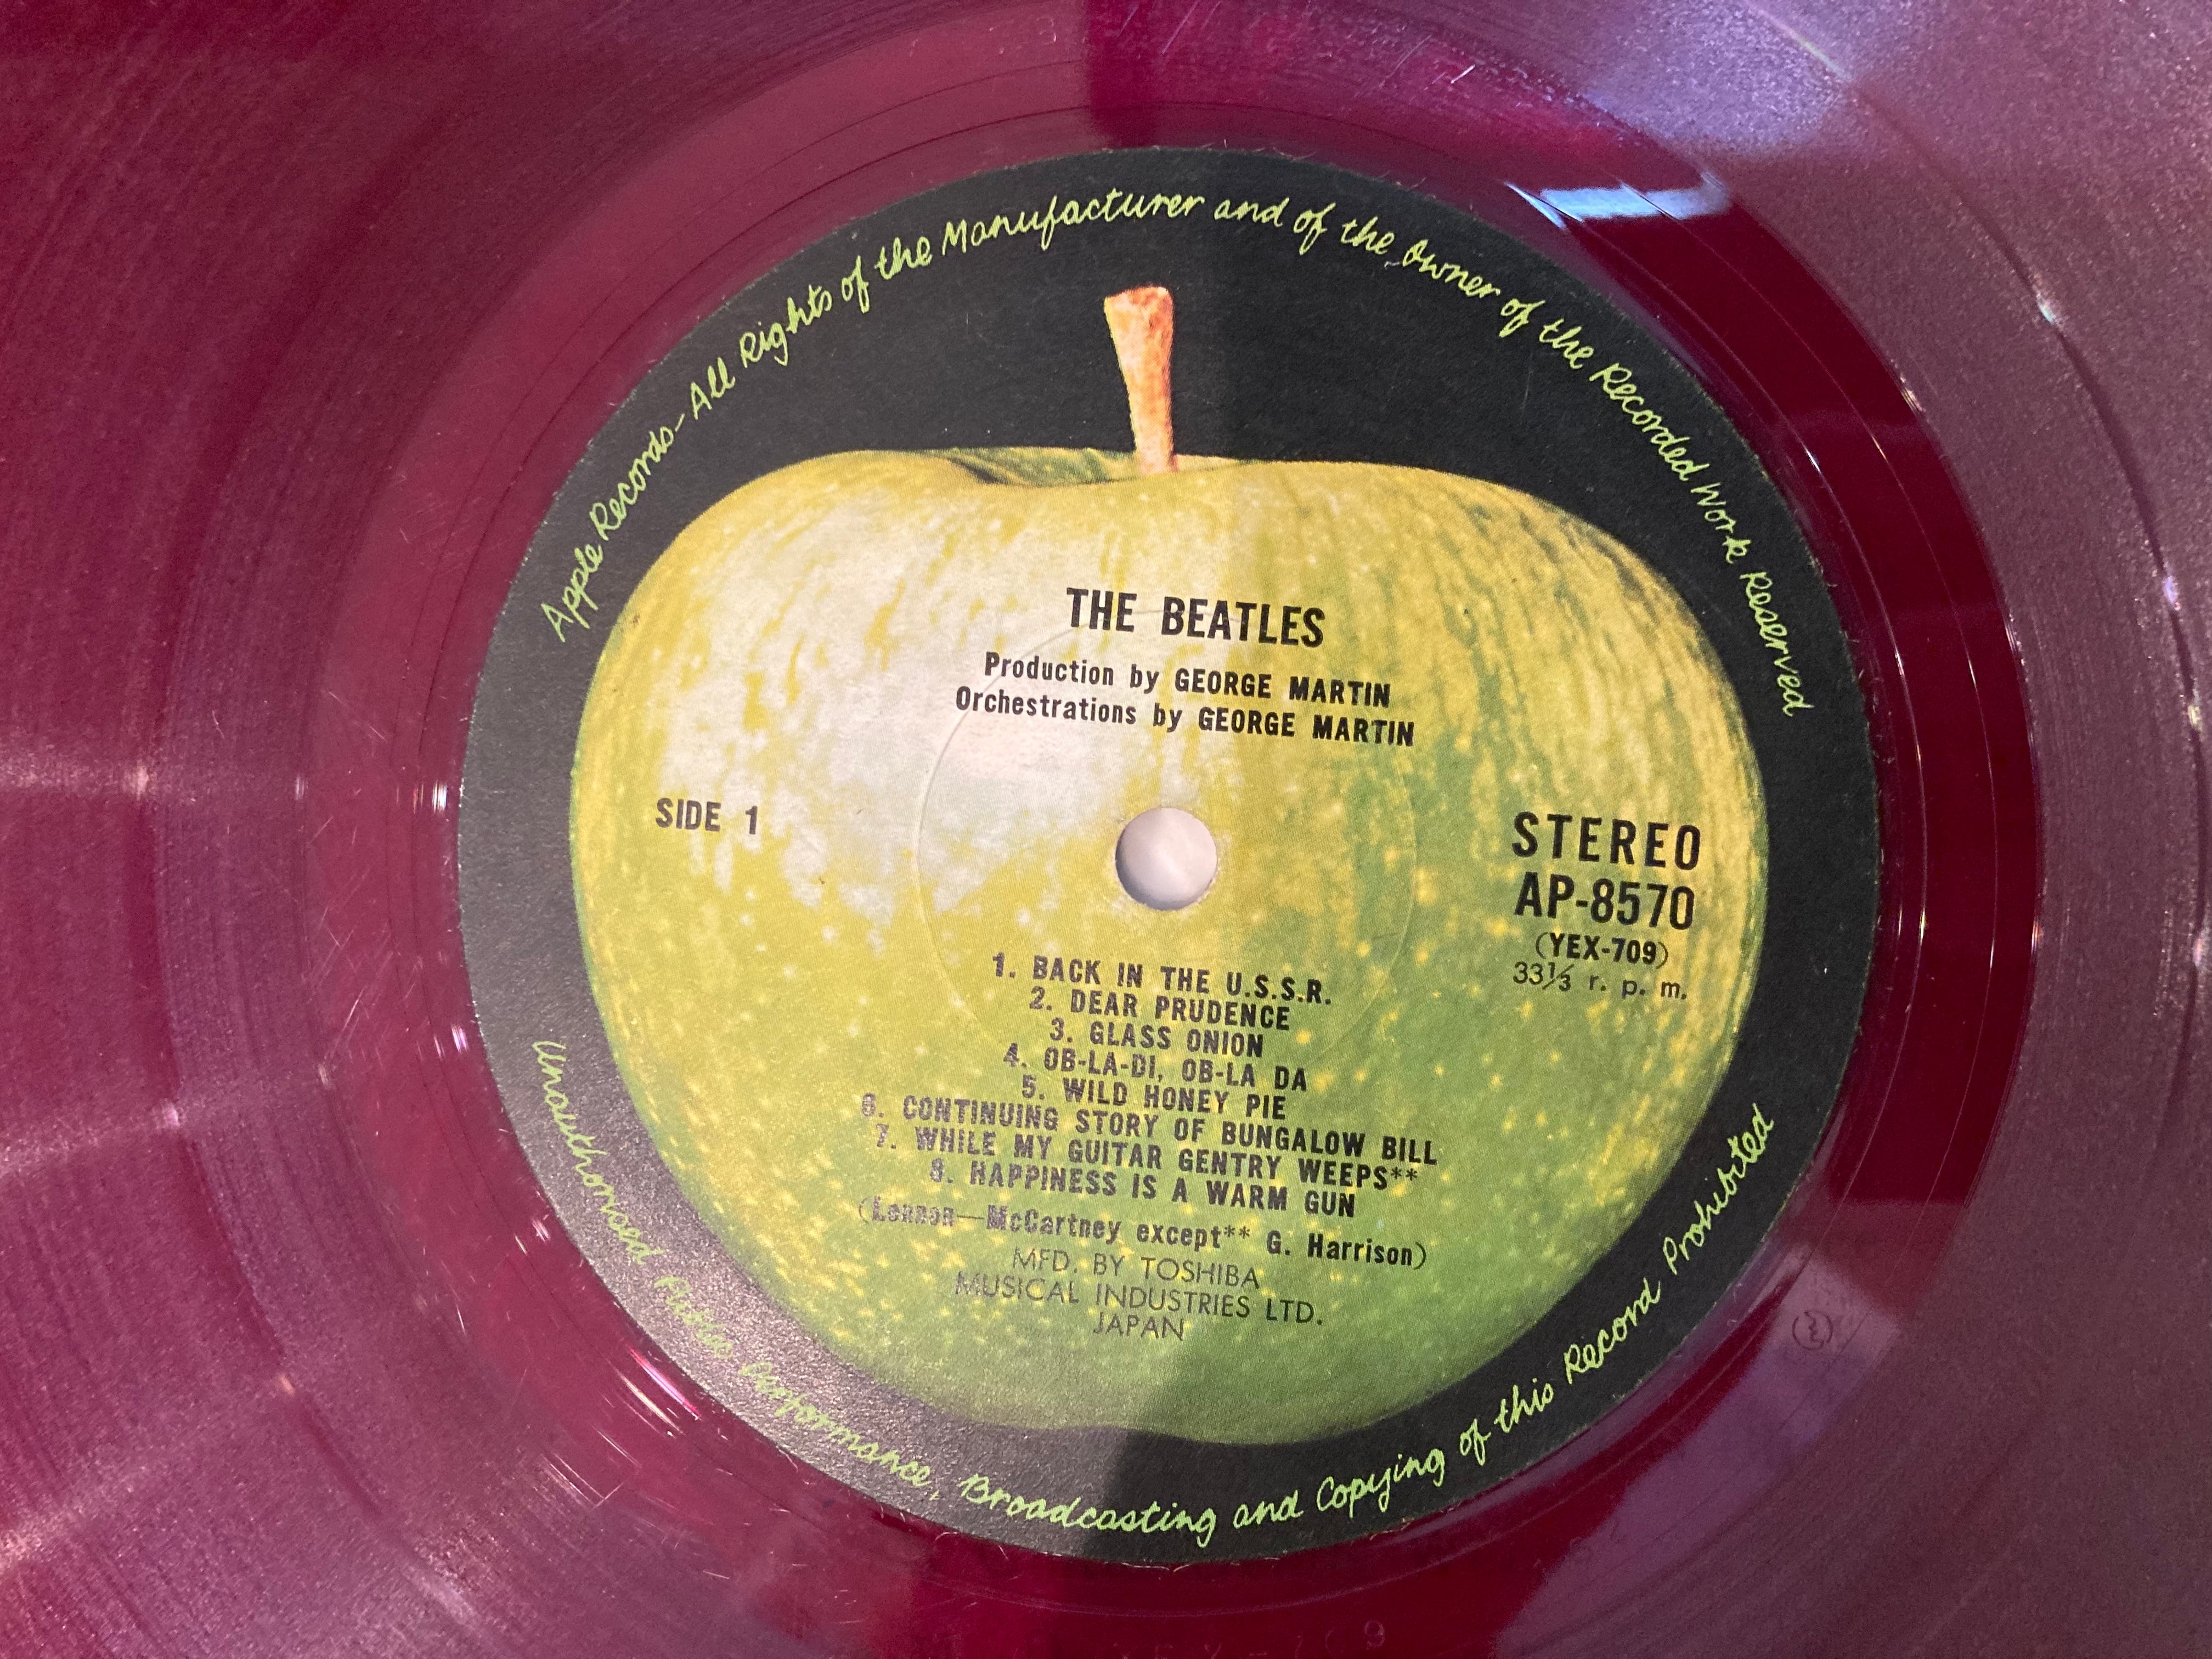 Apple Records-All Rights of the Manufacturer and of the Owner of the Recorded Work Reserved
THE BEATLES
Production by GEORGE MARTIN
Orchestrations by GEORGE MARTIN
SIDE 1
STEREO
AP-8570
(YEX-709)
33⅓ r. p. m.
1. BACK IN THE U.S.S.R.
2. DEAR PRUDENCE
3. GLASS ONION
4. OB-LA-DI, OB-LA DA
5. WILD HONEY PIE
6. CONTINUING STORY OF BUNGALOW BILL
7. WHILE MY GUITAR GENTRY WEEPS**
8. HAPPINESS IS A WARM GUN
(Lennon—McCartney except** G. Harrison)
MFD. BY TOSHIBA
MUSICAL INDUSTRIES LTD.
JAPAN
Unauthorised Public Performance, Broadcasting and Copying of this Record Prohibited